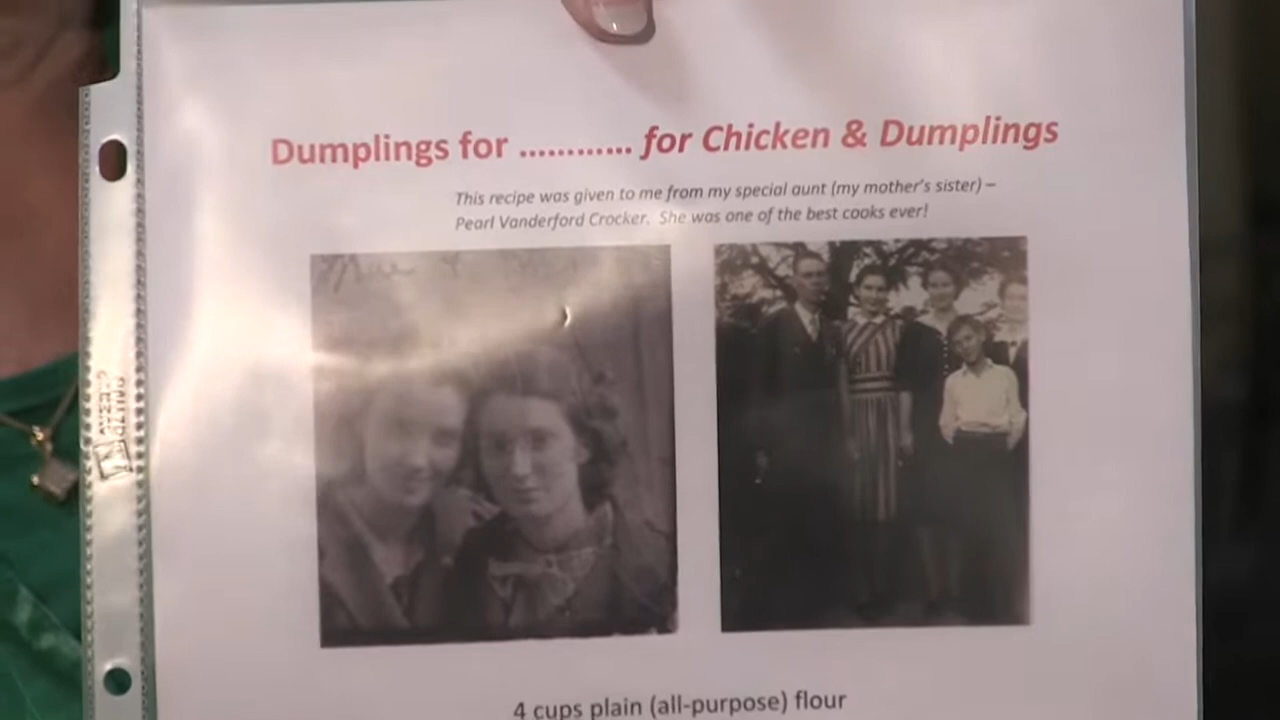 Dumplings for ............ for Chicken & Dumplings
This recipe was given to me from my special aunt (my mother's sister) –
Pearl Vanderford Crocker. She was one of the best cooks ever!
4 cups plain (all-purpose) flour